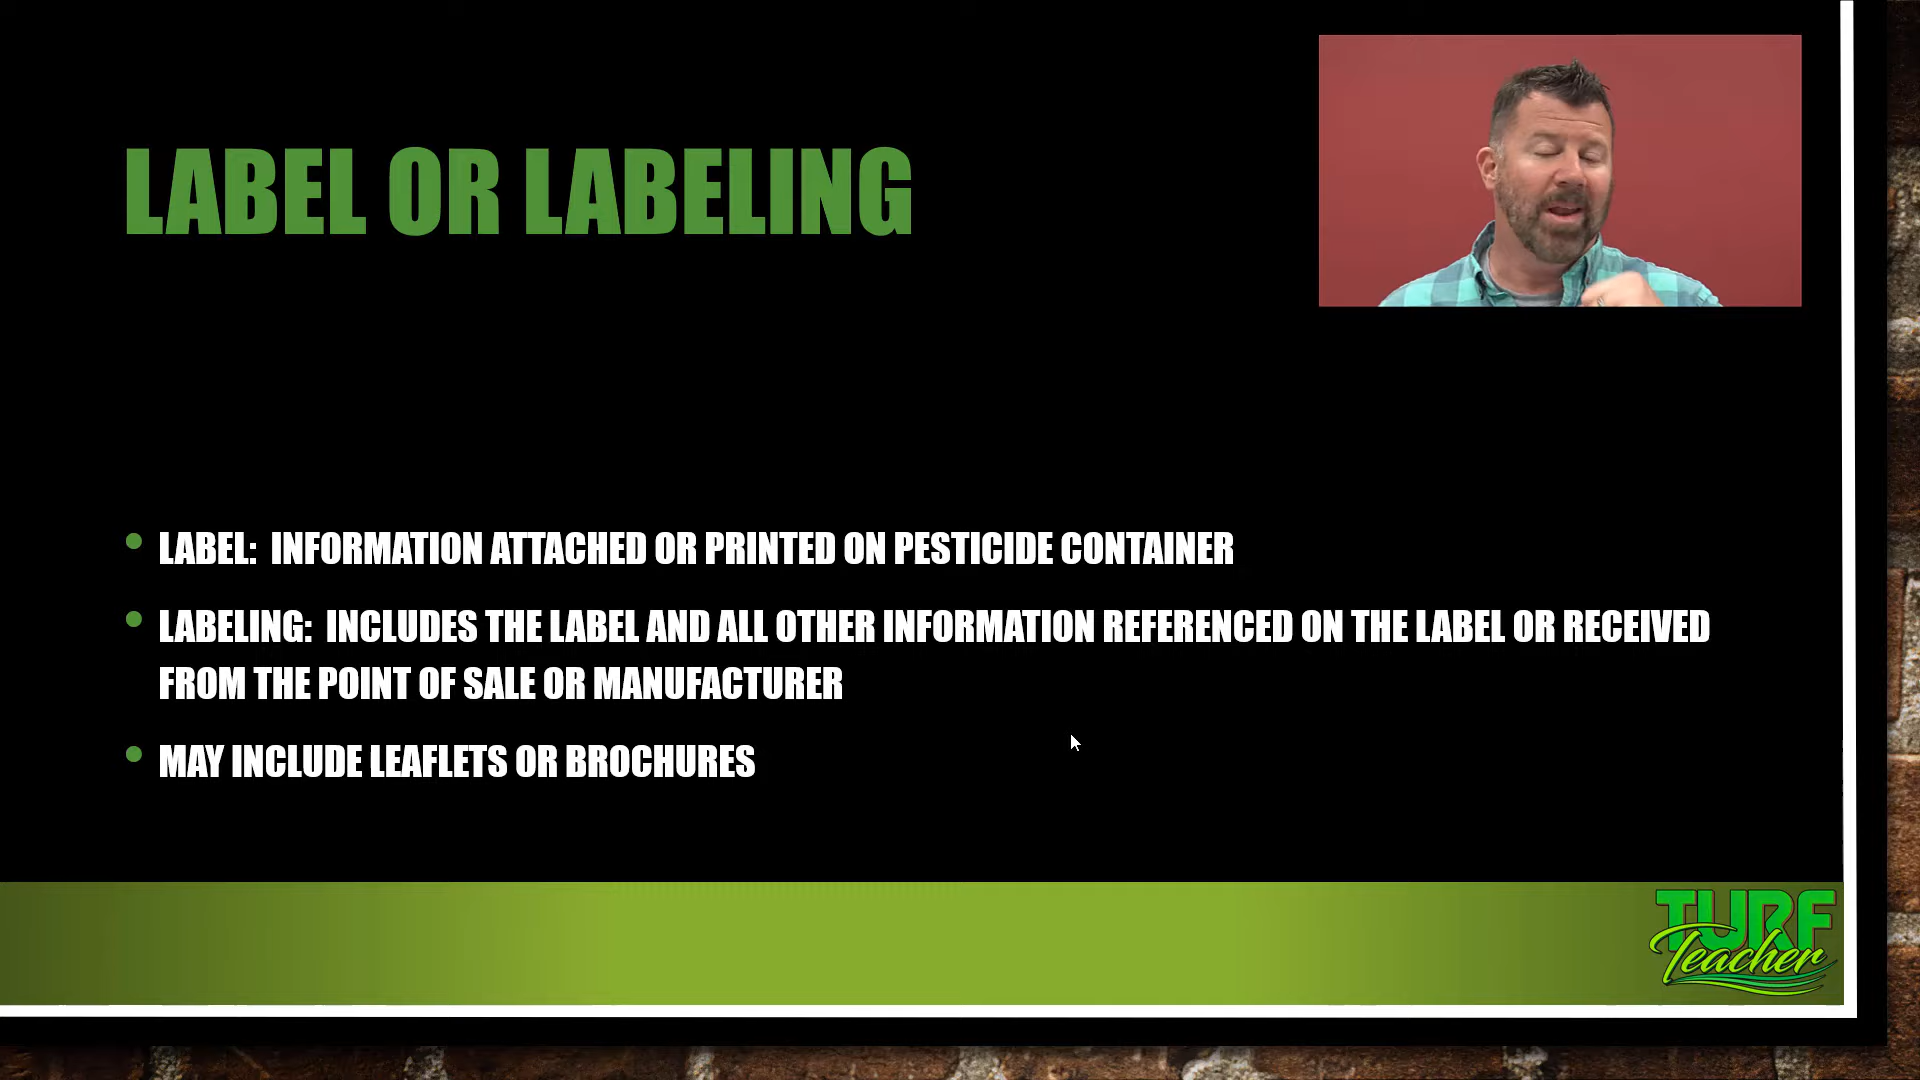 LABEL OR LABELING
LABEL:  INFORMATION ATTACHED OR PRINTED ON PESTICIDE CONTAINER
LABELING:  INCLUDES THE LABEL AND ALL OTHER INFORMATION REFERENCED ON THE LABEL OR RECEIVED
FROM THE POINT OF SALE OR MANUFACTURER
MAY INCLUDE LEAFLETS OR BROCHURES
TURF
Teacher